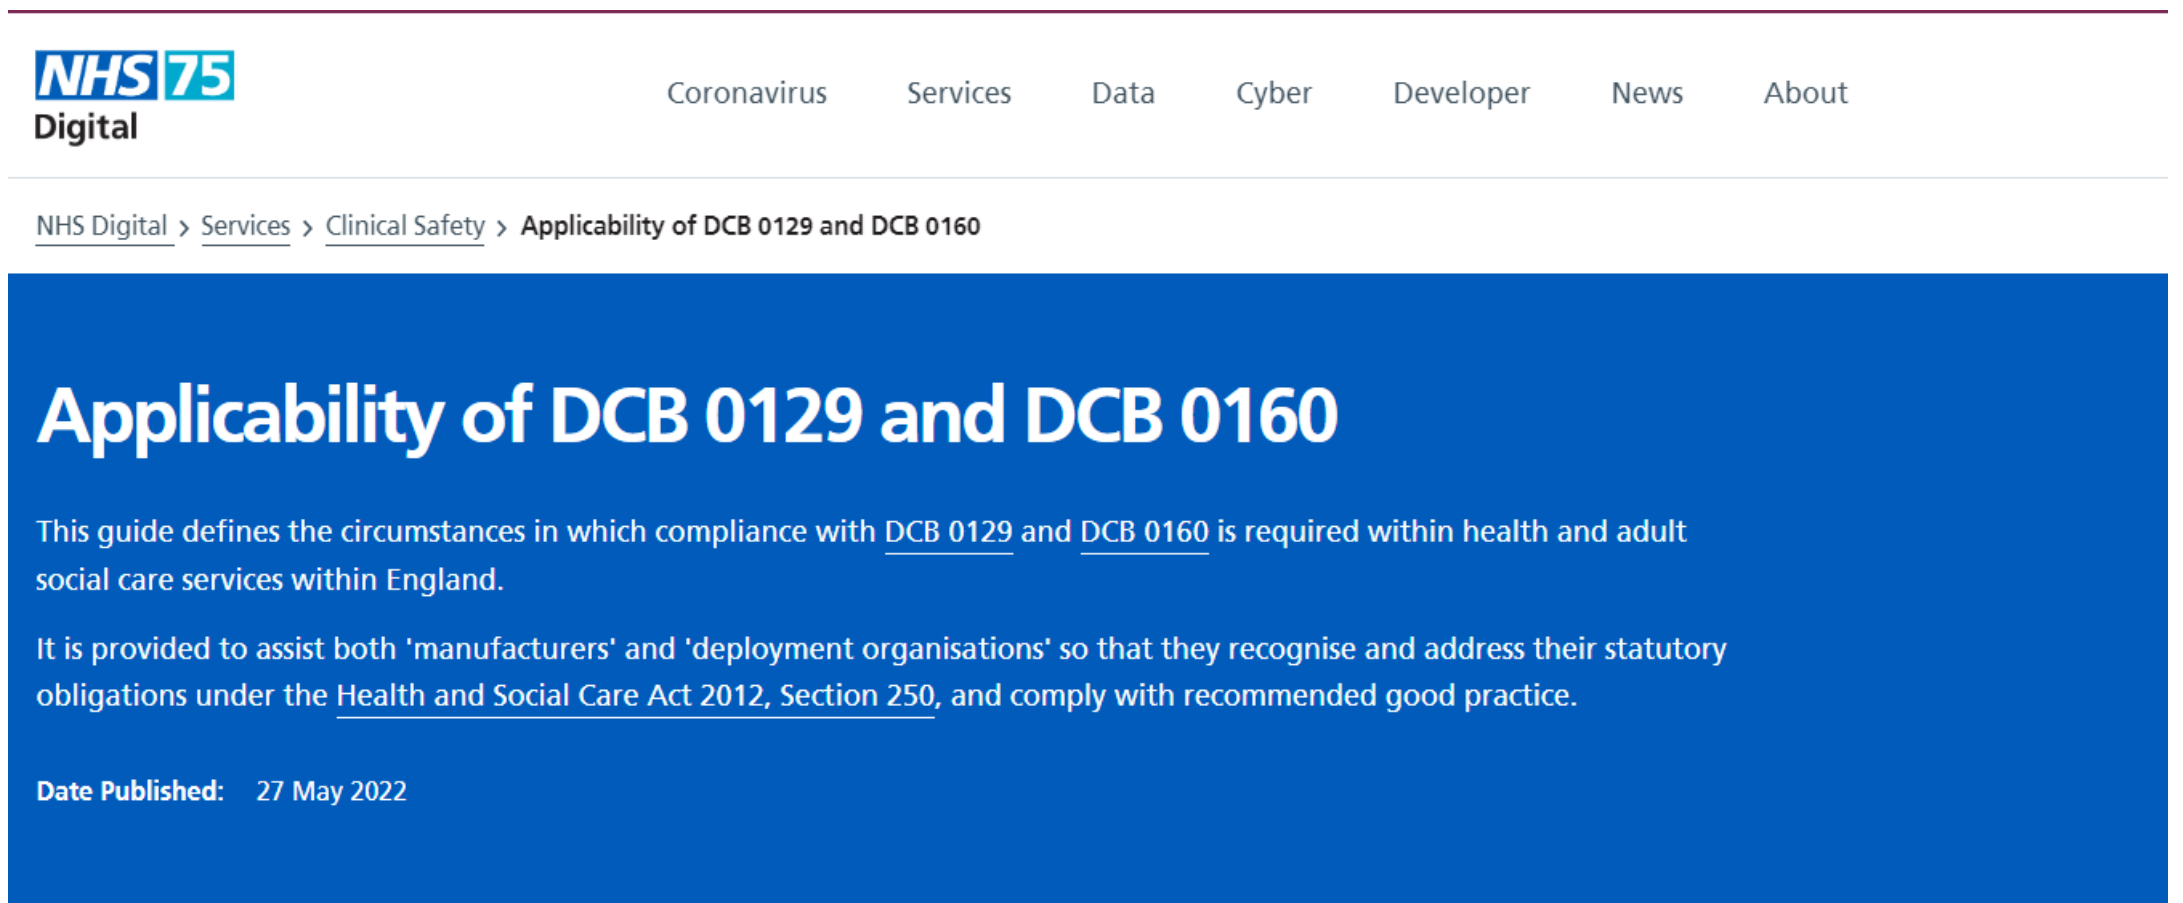 NHS 75
Digital
Coronavirus Services Data Cyber Developer News About
NHS Digital > Services > Clinical Safety > Applicability of DCB 0129 and DCB 0160
Applicability of DCB 0129 and DCB 0160
This guide defines the circumstances in which compliance with DCB 0129 and DCB 0160 is required within health and adult
social care services within England.
It is provided to assist both 'manufacturers' and 'deployment organisations' so that they recognise and address their statutory
obligations under the Health and Social Care Act 2012, Section 250, and comply with recommended good practice.
Date Published: 27 May 2022